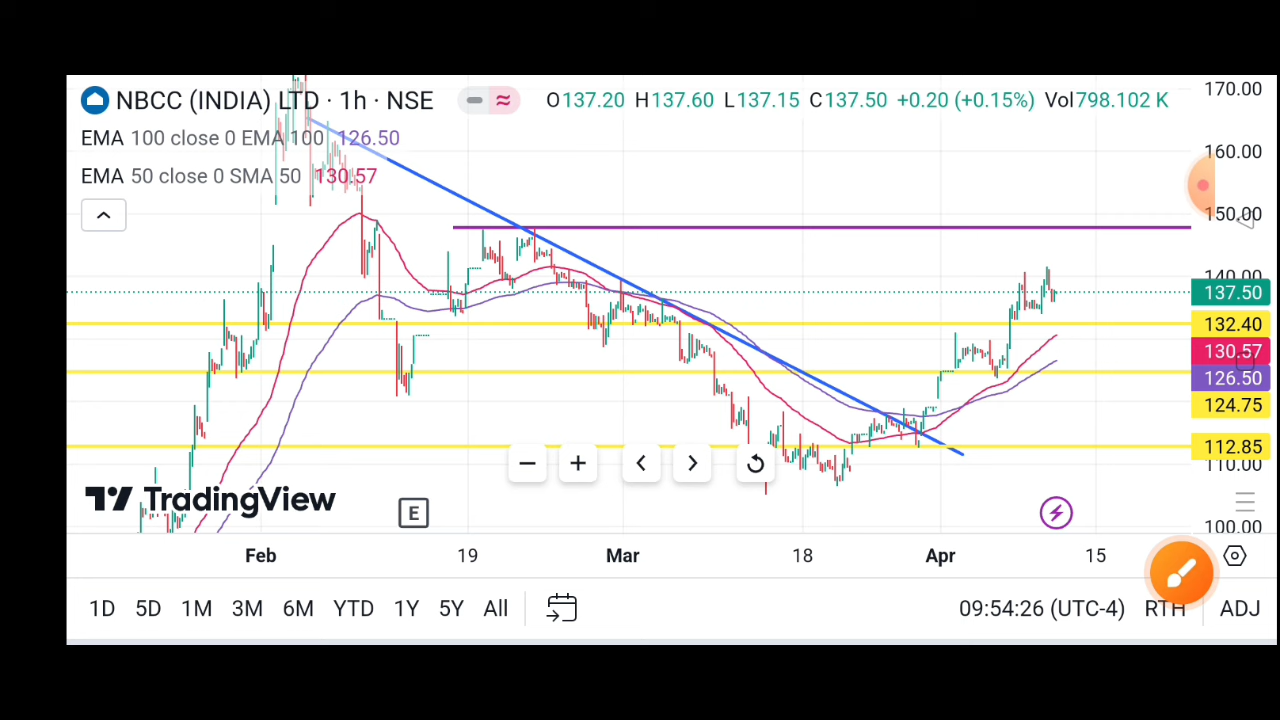 NBCC (INDIA) LTD · 1h · NSE O137.20 H137.60 L137.15 C137.50 +0.20 (+0.15%) Vol798.102 K
EMA 100 close 0 EMA 100 126.50
EMA 50 close 0 SMA 50 130.57
170.00
160.00
150.00
140.00
137.50
132.40
130.57
126.50
124.75
112.85
110.00
100.00
TradingView
E
Feb 19 Mar 18 Apr 15
1D 5D 1M 3M 6M YTD 1Y 5Y All 09:54:26 (UTC-4) RTH ADJ